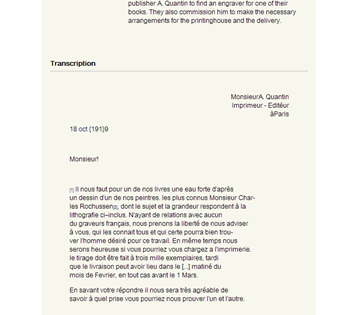 publisher A. Quantin to find an engraver for one of their
books. They also commission him to make the necessary
arrangements for the printinghouse and the delivery.
Transcription
MonsieurA. Quantin
Imprimeur - Editéur
àParis
18 oct {191}9
Monsieur!
[1] Il nous faut pour un de nos livres une eau forte d'après
un dessin d'un de nos peintres. les plus connus Monsieur Char-
les Rochussen[2], dont le sujet et la grandeur respondent à la
lithografie ci–inclus. N'ayant de relations avec aucun
du graveurs français, nous prenons la liberté de nous adviser
à vous, qui les connait tous et qui certe pourra bien trou-
ver l'homme désiré pour ce travail. En même temps nous
serons heureuse si vous pourriez vous chargez a l'imprimerie.
le tirage doit être fait à trois mille exemplaires, tardi
que le livraison peut avoir lieu dans le [...] matiné du
mois de Fevrier, en tout cas avant le 1 Mars.
En savant votre répondre il nous sera très agréable de
savoir à quel prise vous pourriez nous prouver l'un et l'autre.